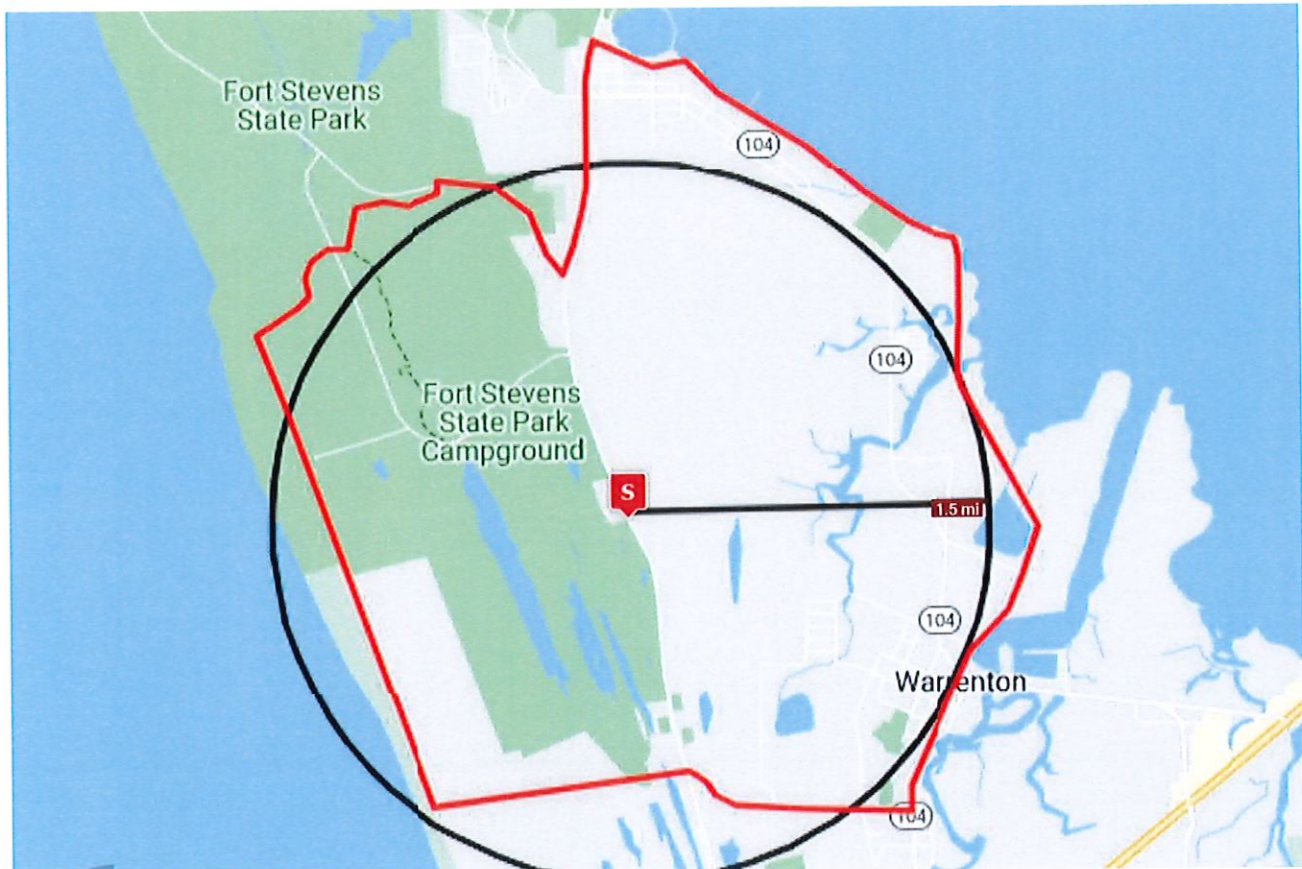 Fort Stevens
State Park
104
104
Fort Stevens
State Park
Campground
S
1.5 mi
104
Warrenton
104